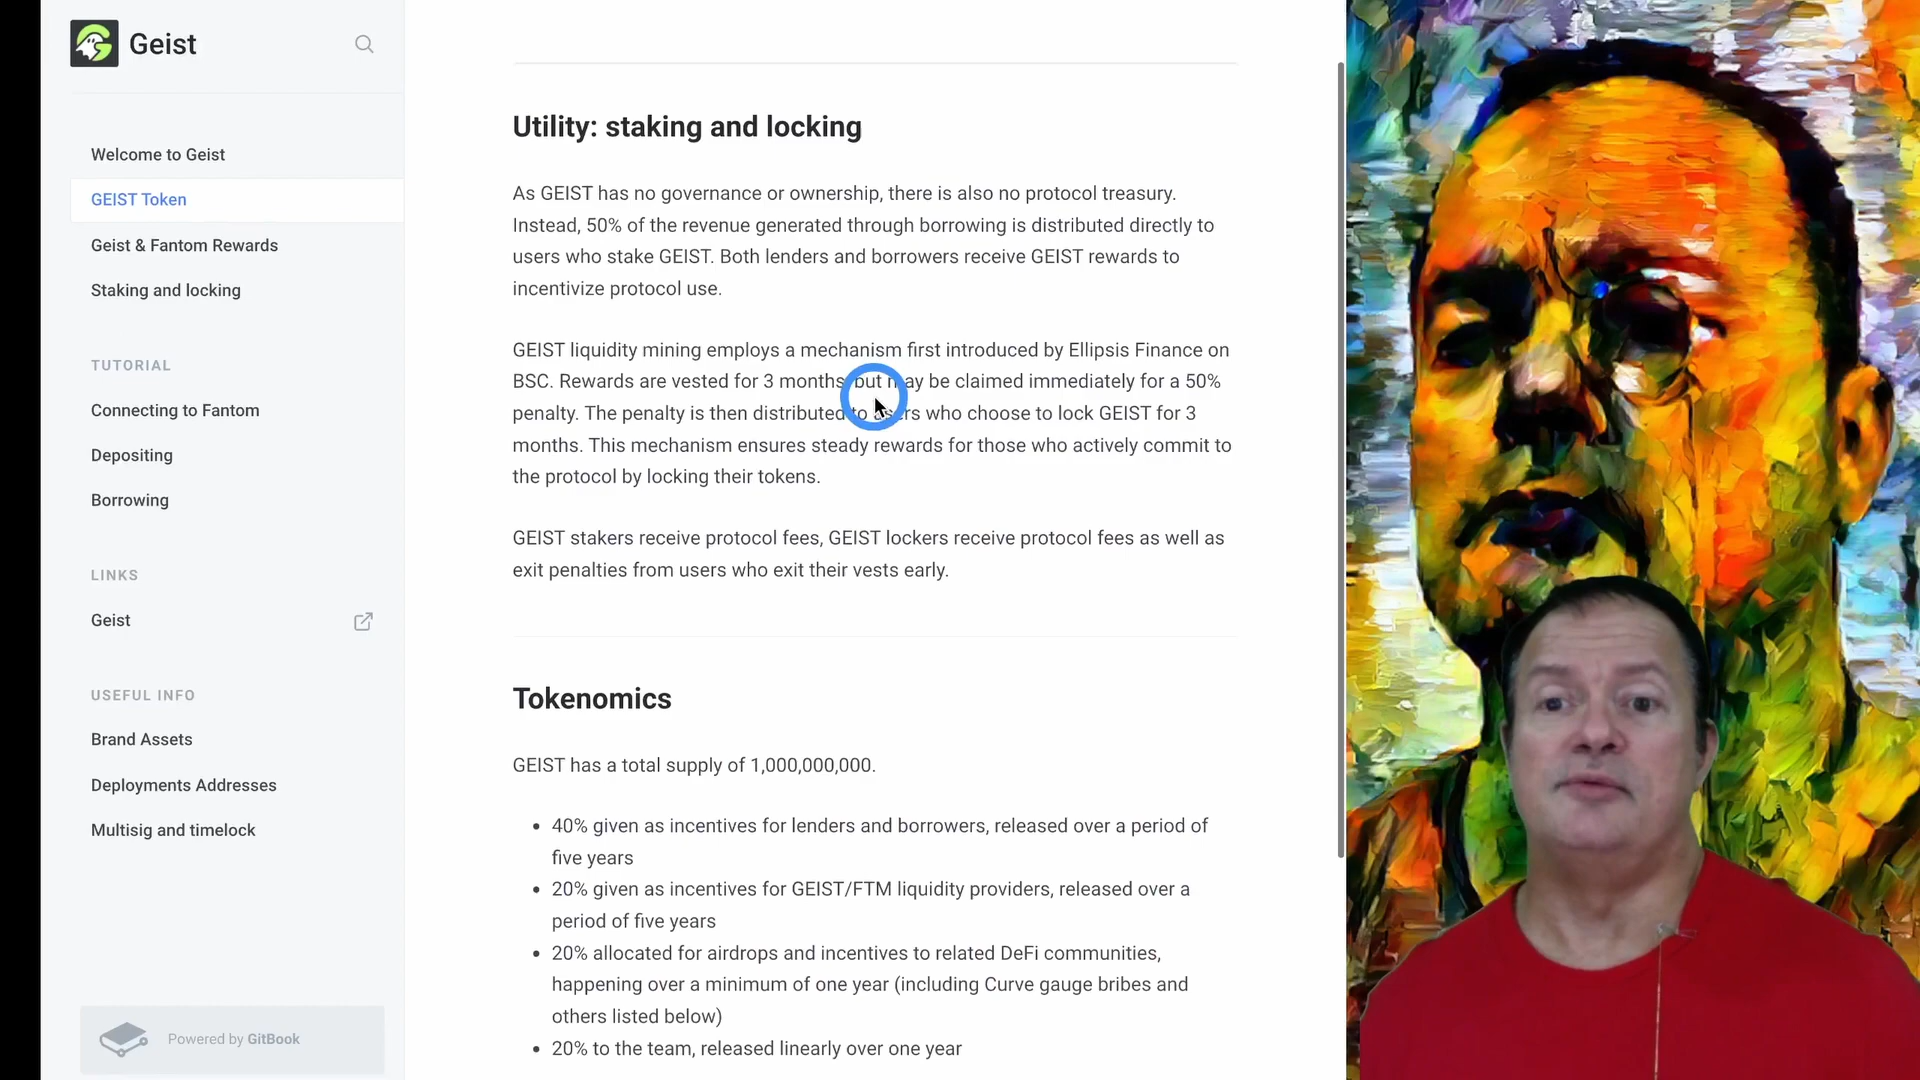 Geist
Welcome to Geist
GEIST Token
Geist & Fantom Rewards
Staking and locking
TUTORIAL
Connecting to Fantom
Depositing
Borrowing
LINKS
Geist
USEFUL INFO
Brand Assets
Deployments Addresses
Multisig and timelock
Powered by GitBook
Utility: staking and locking
As GEIST has no governance or ownership, there is also no protocol treasury.
Instead, 50% of the revenue generated through borrowing is distributed directly to
users who stake GEIST. Both lenders and borrowers receive GEIST rewards to
incentivize protocol use.
GEIST liquidity mining employs a mechanism first introduced by Ellipsis Finance on
BSC. Rewards are vested for 3 months, but may be claimed immediately for a 50%
penalty. The penalty is then distributed to users who choose to lock GEIST for 3
months. This mechanism ensures steady rewards for those who actively commit to
the protocol by locking their tokens.
GEIST stakers receive protocol fees, GEIST lockers receive protocol fees as well as
exit penalties from users who exit their vests early.
Tokenomics
GEIST has a total supply of 1,000,000,000.
• 40% given as incentives for lenders and borrowers, released over a period of
five years
• 20% given as incentives for GEIST/FTM liquidity providers, released over a
period of five years
• 20% allocated for airdrops and incentives to related DeFi communities,
happening over a minimum of one year (including Curve gauge bribes and
others listed below)
• 20% to the team, released linearly over one year